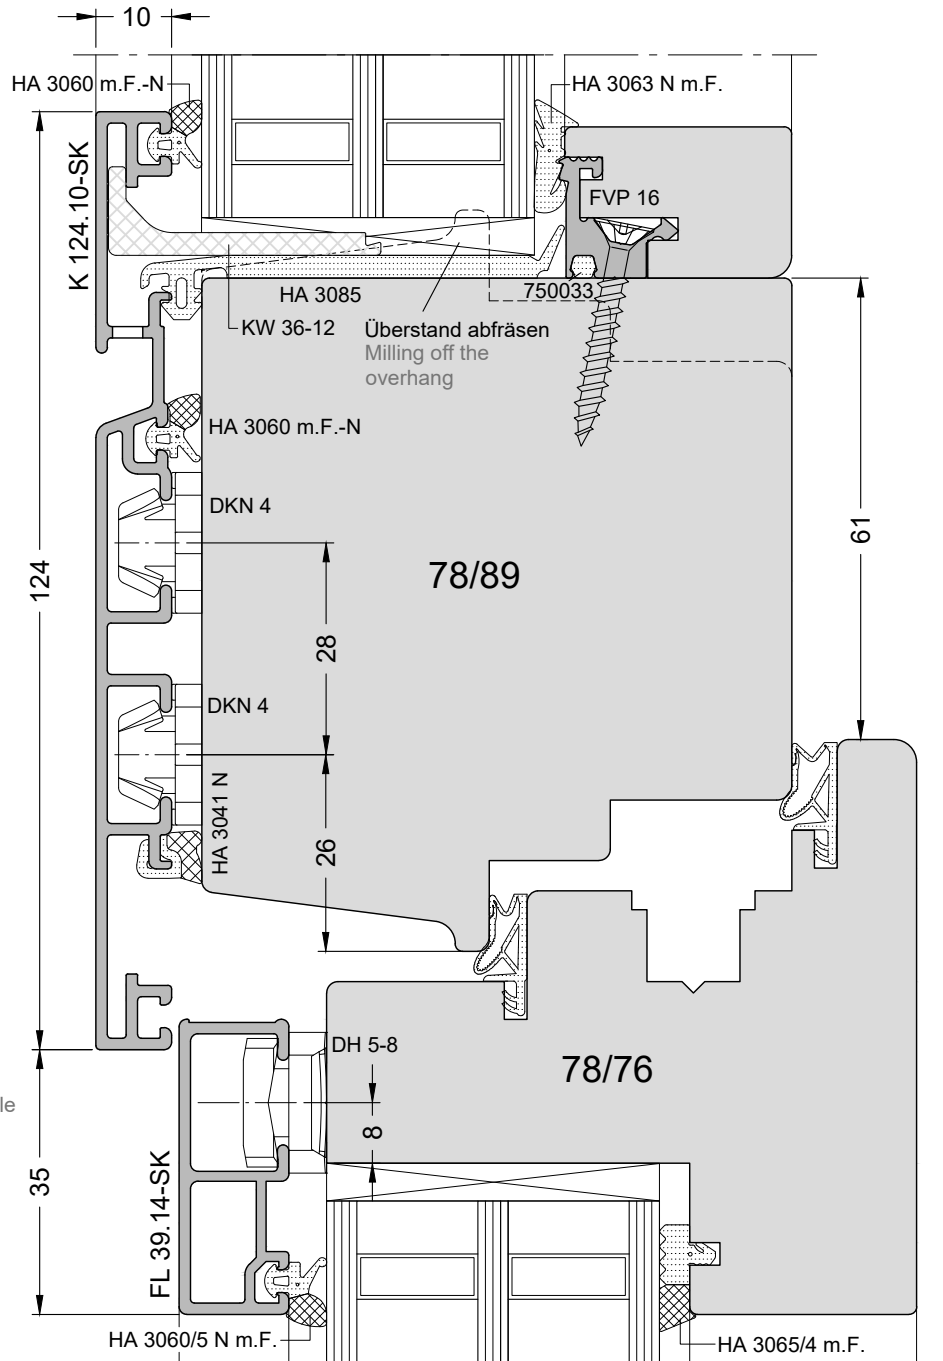 10
HA 3060 m.F.-N
HA 3063 N m.F.
K 124.10-SK
FVP 16
HA 3085
750033
KW 36-12
Überstand abfräsen
Milling off the
overhang
HA 3060 m.F.-N
DKN 4
61
124
78/89
28
DKN 4
HA 3041 N
26
DH 5-8
78/76
le
8
35
FL 39.14-SK
HA 3060/5 N m.F.
HA 3065/4 m.F.